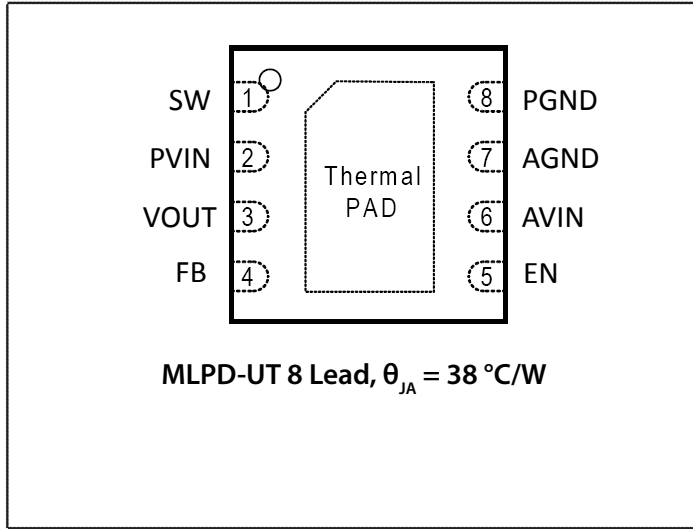 SW 1 8 PGND
PVIN 2 7 AGND
Thermal
PAD
VOUT 3 6 AVIN
FB 4 5 EN
MLPD-UT 8 Lead, θJA = 38 °C/W